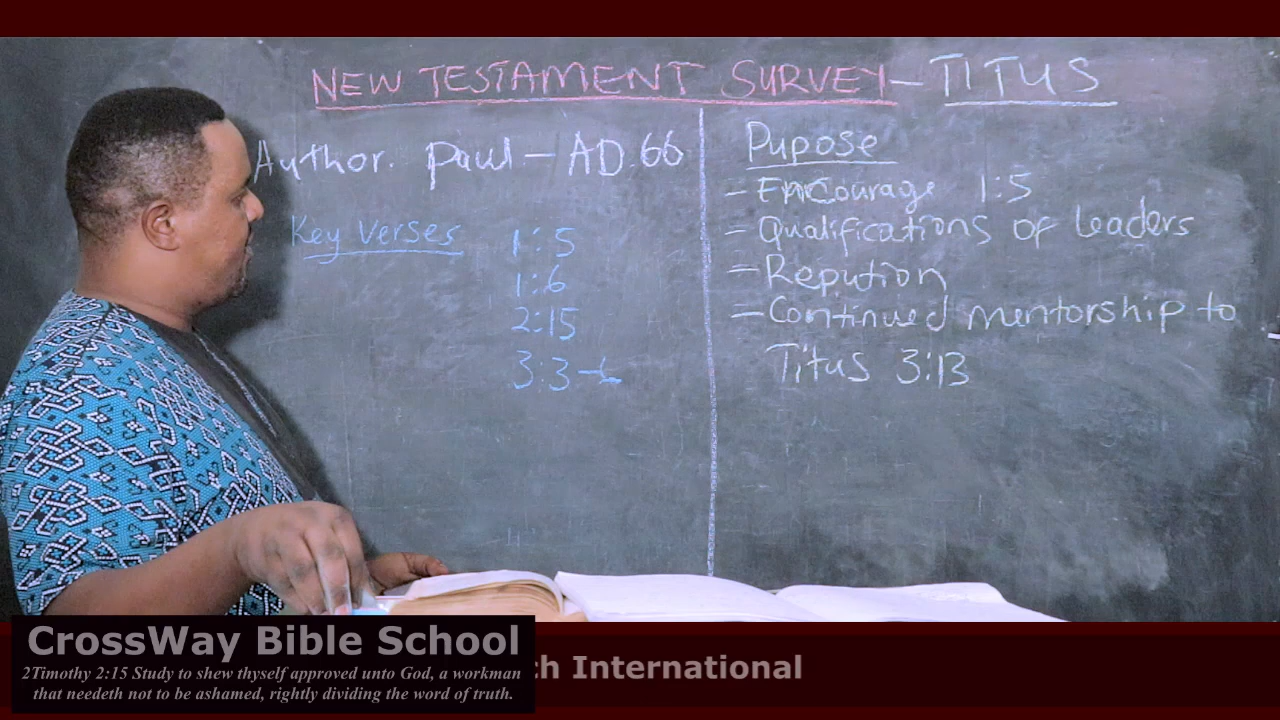 NEW TESTAMENT SURVEY - TITUS
Author. Paul - AD 66
Key Verses 1:5
1:6
2:15
3:3-6
Pupose
- Encourage 1:5
- Qualifications of leaders
- Repution
- Continued mentorship to
Titus 3:13
CrossWay Bible School
2Timothy 2:15 Study to shew thyself approved unto God, a workman
that needeth not to be ashamed, rightly dividing the word of truth.
International